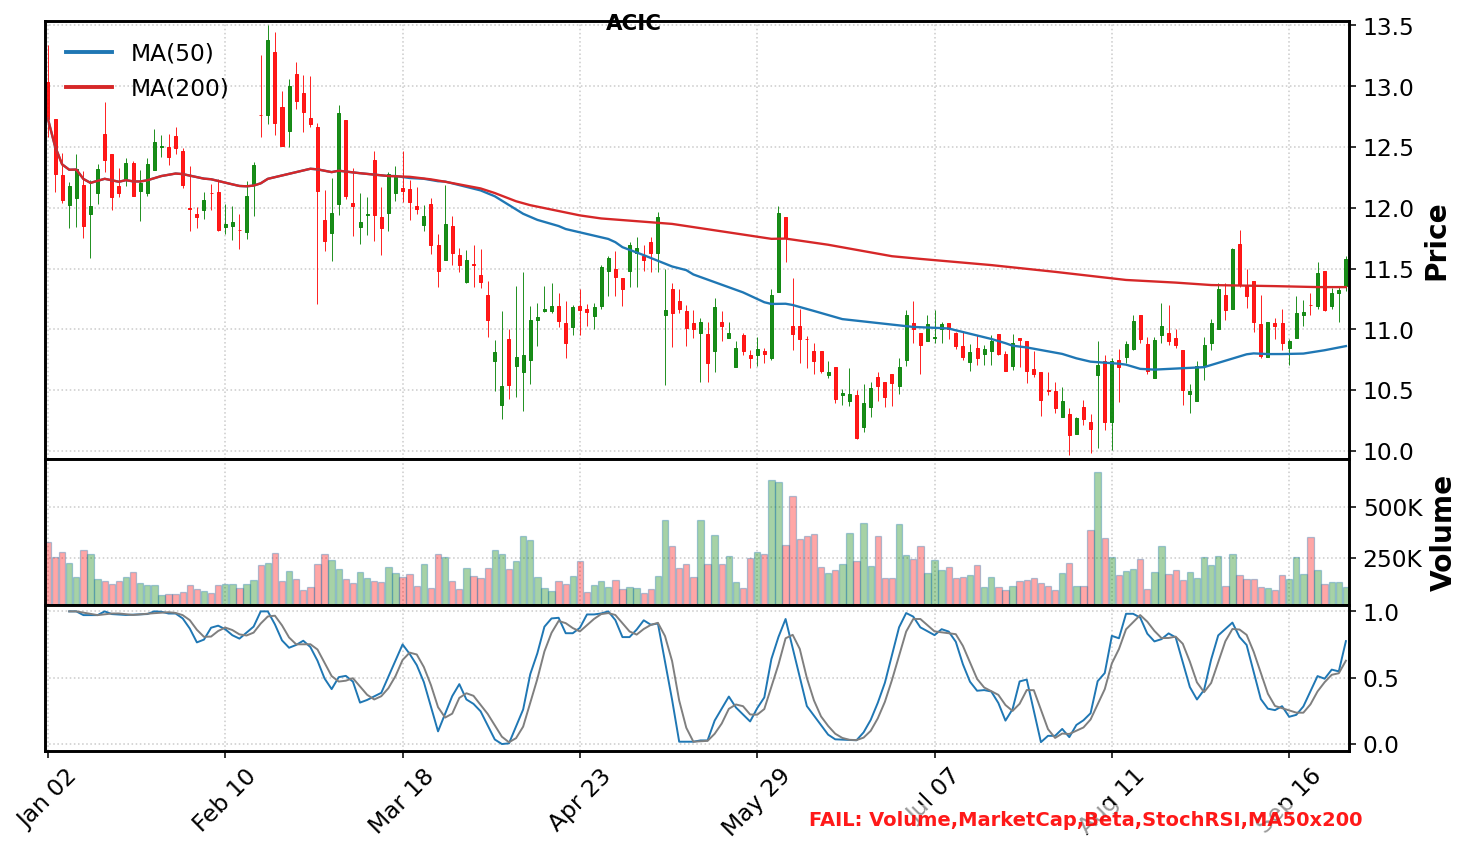 ACIC
MA(50)
MA(200)
13.5
13.0
12.5
12.0
11.5
11.0
10.5
10.0
Price
500K
250K
Volume
1.0
0.5
0.0
Jan 02
Feb 10
Mar 18
Apr 23
May 29
Jul 07
Aug 11
Sep 16
FAIL: Volume,MarketCap,Beta,StochRSI,MA50x200